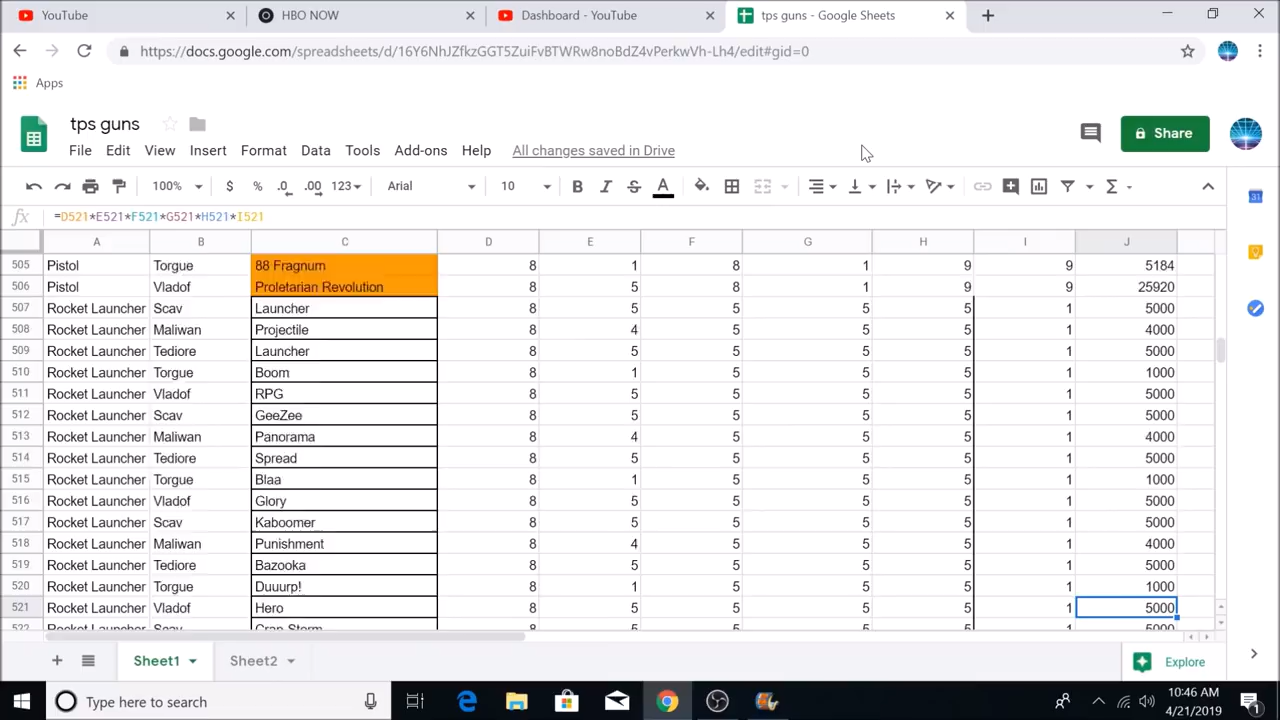 YouTube
HBO NOW
Dashboard - YouTube
tps guns - Google Sheets
https://docs.google.com/spreadsheets/d/16Y6NhJZfkzGGT5ZuiFvBTWRw8noBdZ4vPerkwVh-Lh4/edit#gid=0
Apps
tps guns
Share
File Edit View Insert Format Data Tools Add-ons Help All changes saved in Drive
100% $ % .0 .00 123 Arial 10 B I S A
fx =D521*E521*F521*G521*H521*I521
A B C D E F G H I J
505 Pistol Torgue 88 Fragnum 8 1 8 1 9 9 5184
506 Pistol Vladof Proletarian Revolution 8 5 8 1 9 9 25920
507 Rocket Launcher Scav Launcher 8 5 5 5 5 1 5000
508 Rocket Launcher Maliwan Projectile 8 4 5 5 5 1 4000
509 Rocket Launcher Tediore Launcher 8 5 5 5 5 1 5000
510 Rocket Launcher Torgue Boom 8 1 5 5 5 1 1000
511 Rocket Launcher Vladof RPG 8 5 5 5 5 1 5000
512 Rocket Launcher Scav GeeZee 8 5 5 5 5 1 5000
513 Rocket Launcher Maliwan Panorama 8 4 5 5 5 1 4000
514 Rocket Launcher Tediore Spread 8 5 5 5 5 1 5000
515 Rocket Launcher Torgue Blaa 8 1 5 5 5 1 1000
516 Rocket Launcher Vladof Glory 8 5 5 5 5 1 5000
517 Rocket Launcher Scav Kaboomer 8 5 5 5 5 1 5000
518 Rocket Launcher Maliwan Punishment 8 4 5 5 5 1 4000
519 Rocket Launcher Tediore Bazooka 8 5 5 5 5 1 5000
520 Rocket Launcher Torgue Duuurp! 8 1 5 5 5 1 1000
521 Rocket Launcher Vladof Hero 8 5 5 5 5 1 5000
522 Rocket Launcher Scav Crap Storm 8 5 5 5 5 1 5000
Sheet1 Sheet2 Explore
Type here to search
10:46 AM
4/21/2019